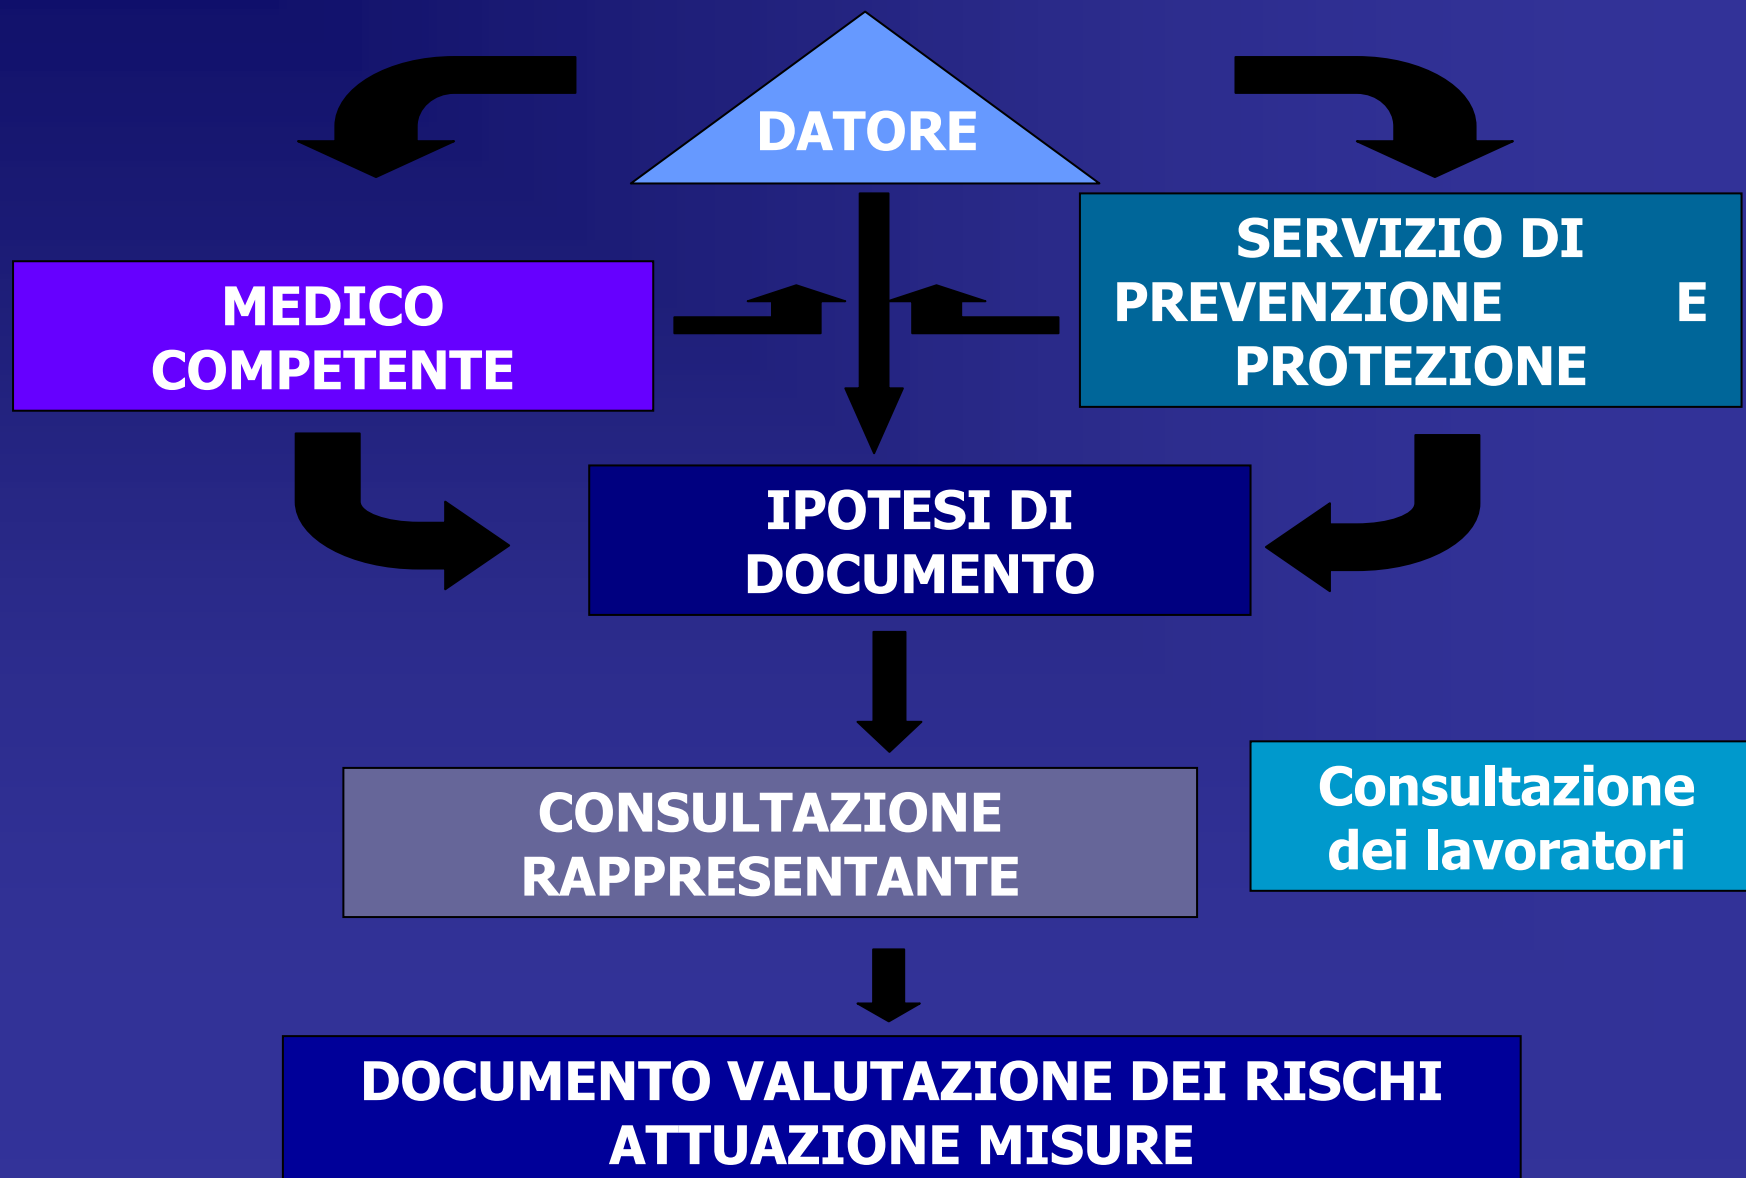 DATORE
MEDICO
COMPETENTE
SERVIZIO DI
PREVENZIONE E
PROTEZIONE
IPOTESI DI
DOCUMENTO
CONSULTAZIONE
RAPPRESENTANTE
Consultazione
dei lavoratori
DOCUMENTO VALUTAZIONE DEI RISCHI
ATTUAZIONE MISURE